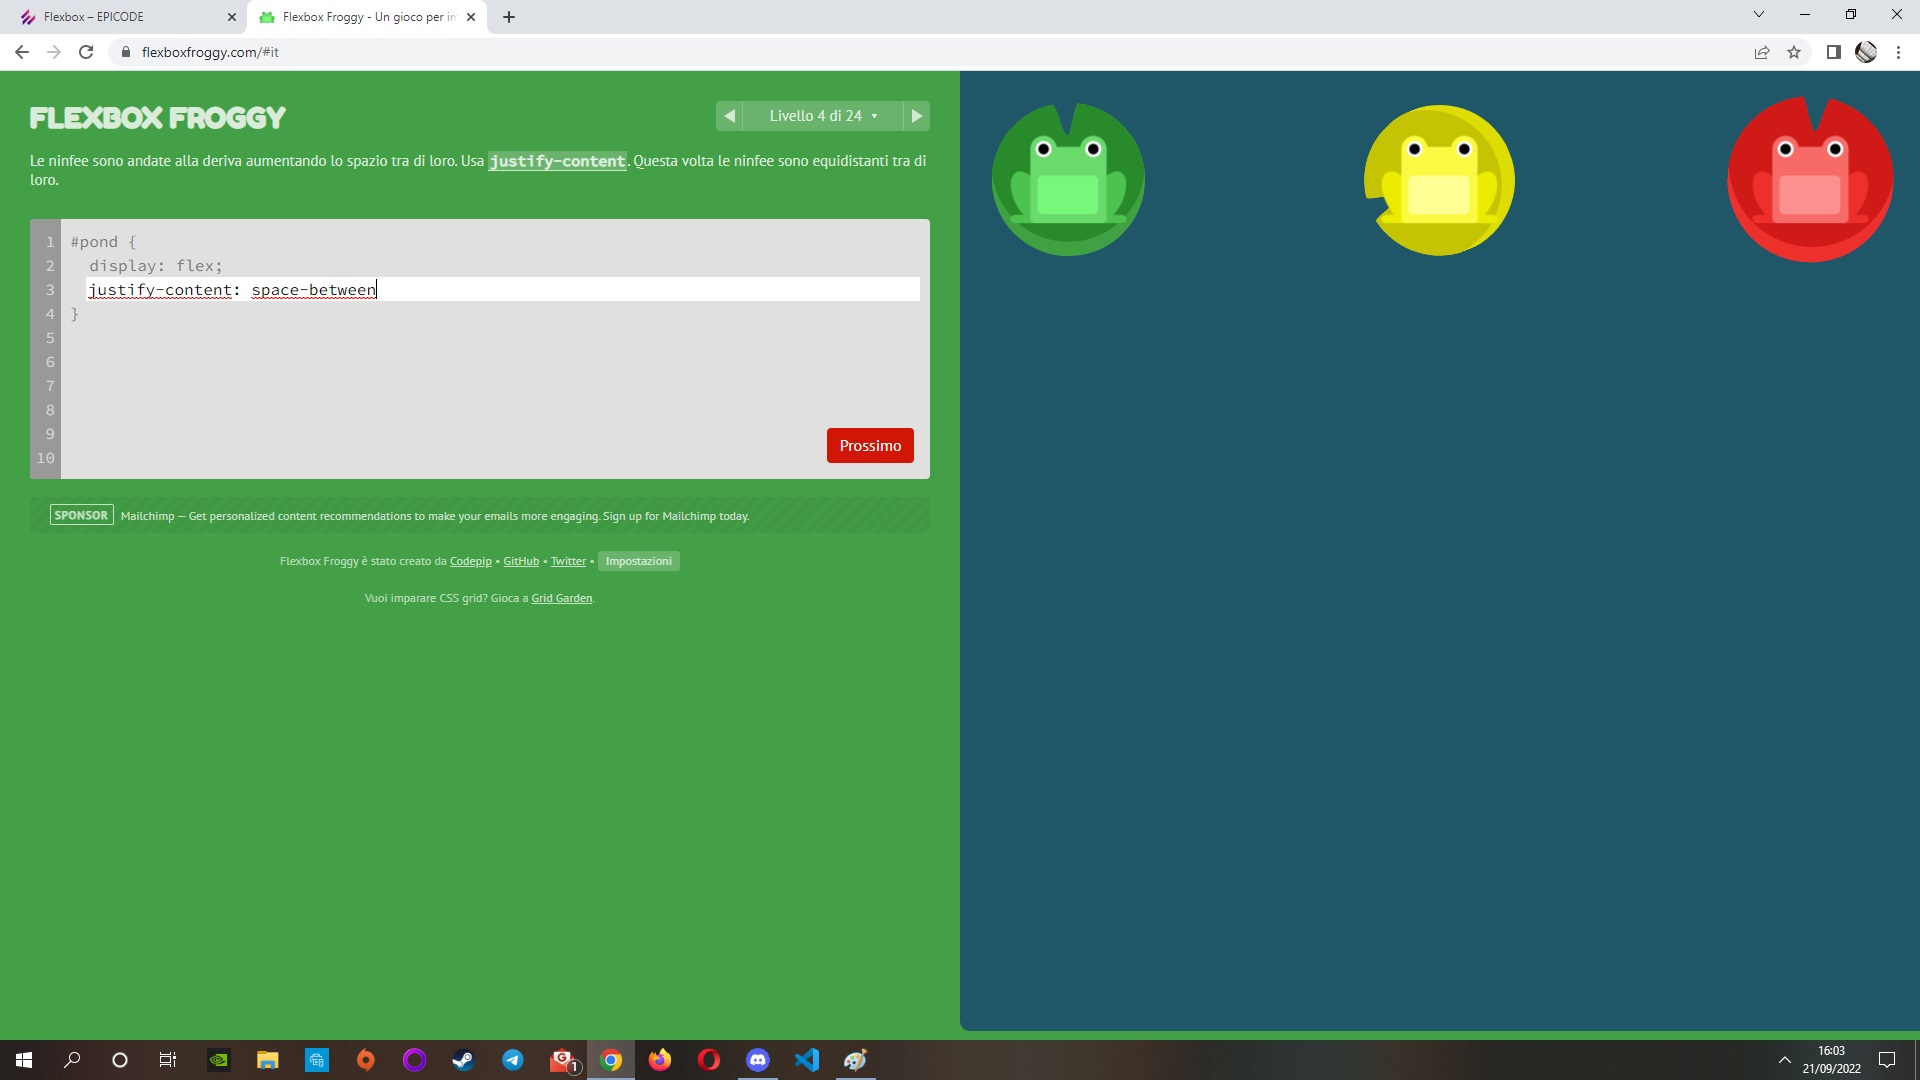 Flexbox – EPICODE
Flexbox Froggy - Un gioco per im
flexboxfroggy.com/#it
FLEXBOX FROGGY
Livello 4 di 24
Le ninfee sono andate alla deriva aumentando lo spazio tra di loro. Usa justify-content. Questa volta le ninfee sono equidistanti tra di
loro.
1 #pond {
2 display: flex;
3 justify-content: space-between
4 }
5
6
7
8
9
10
Prossimo
SPONSOR Mailchimp — Get personalized content recommendations to make your emails more engaging. Sign up for Mailchimp today.
Flexbox Froggy è stato creato da Codepip • GitHub • Twitter • Impostazioni
Vuoi imparare CSS grid? Gioca a Grid Garden.
G
1
16:03
21/09/2022